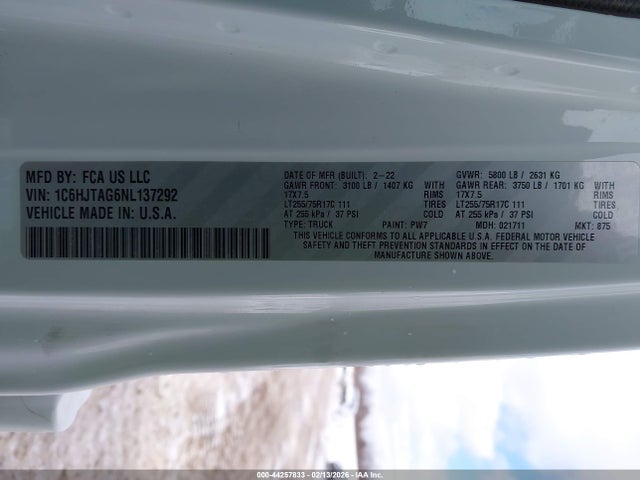 MFD BY: FCA US LLC
VIN: 1C6HJTAG6NL137292
VEHICLE MADE IN: U.S.A.
DATE OF MFR (BUILT): 2-22 GVWR: 5800 LB / 2631 KG
GAWR FRONT: 3100 LB / 1407 KG WITH GAWR REAR: 3750 LB / 1701 KG WITH
17X7.5 RIMS 17X7.5 RIMS
LT255/75R17C 111 TIRES LT255/75R17C 111 TIRES
AT 255 kPa / 37 PSI COLD AT 255 kPa / 37 PSI COLD
TYPE: TRUCK PAINT: PW7 MDH: 021711 MKT: 875
THIS VEHICLE CONFORMS TO ALL APPLICABLE U.S.A. FEDERAL MOTOR VEHICLE
SAFETY AND THEFT PREVENTION STANDARDS IN EFFECT ON THE DATE OF
MANUFACTURE SHOWN ABOVE.
000-44257833 - 02/13/2026 - IAA Inc.